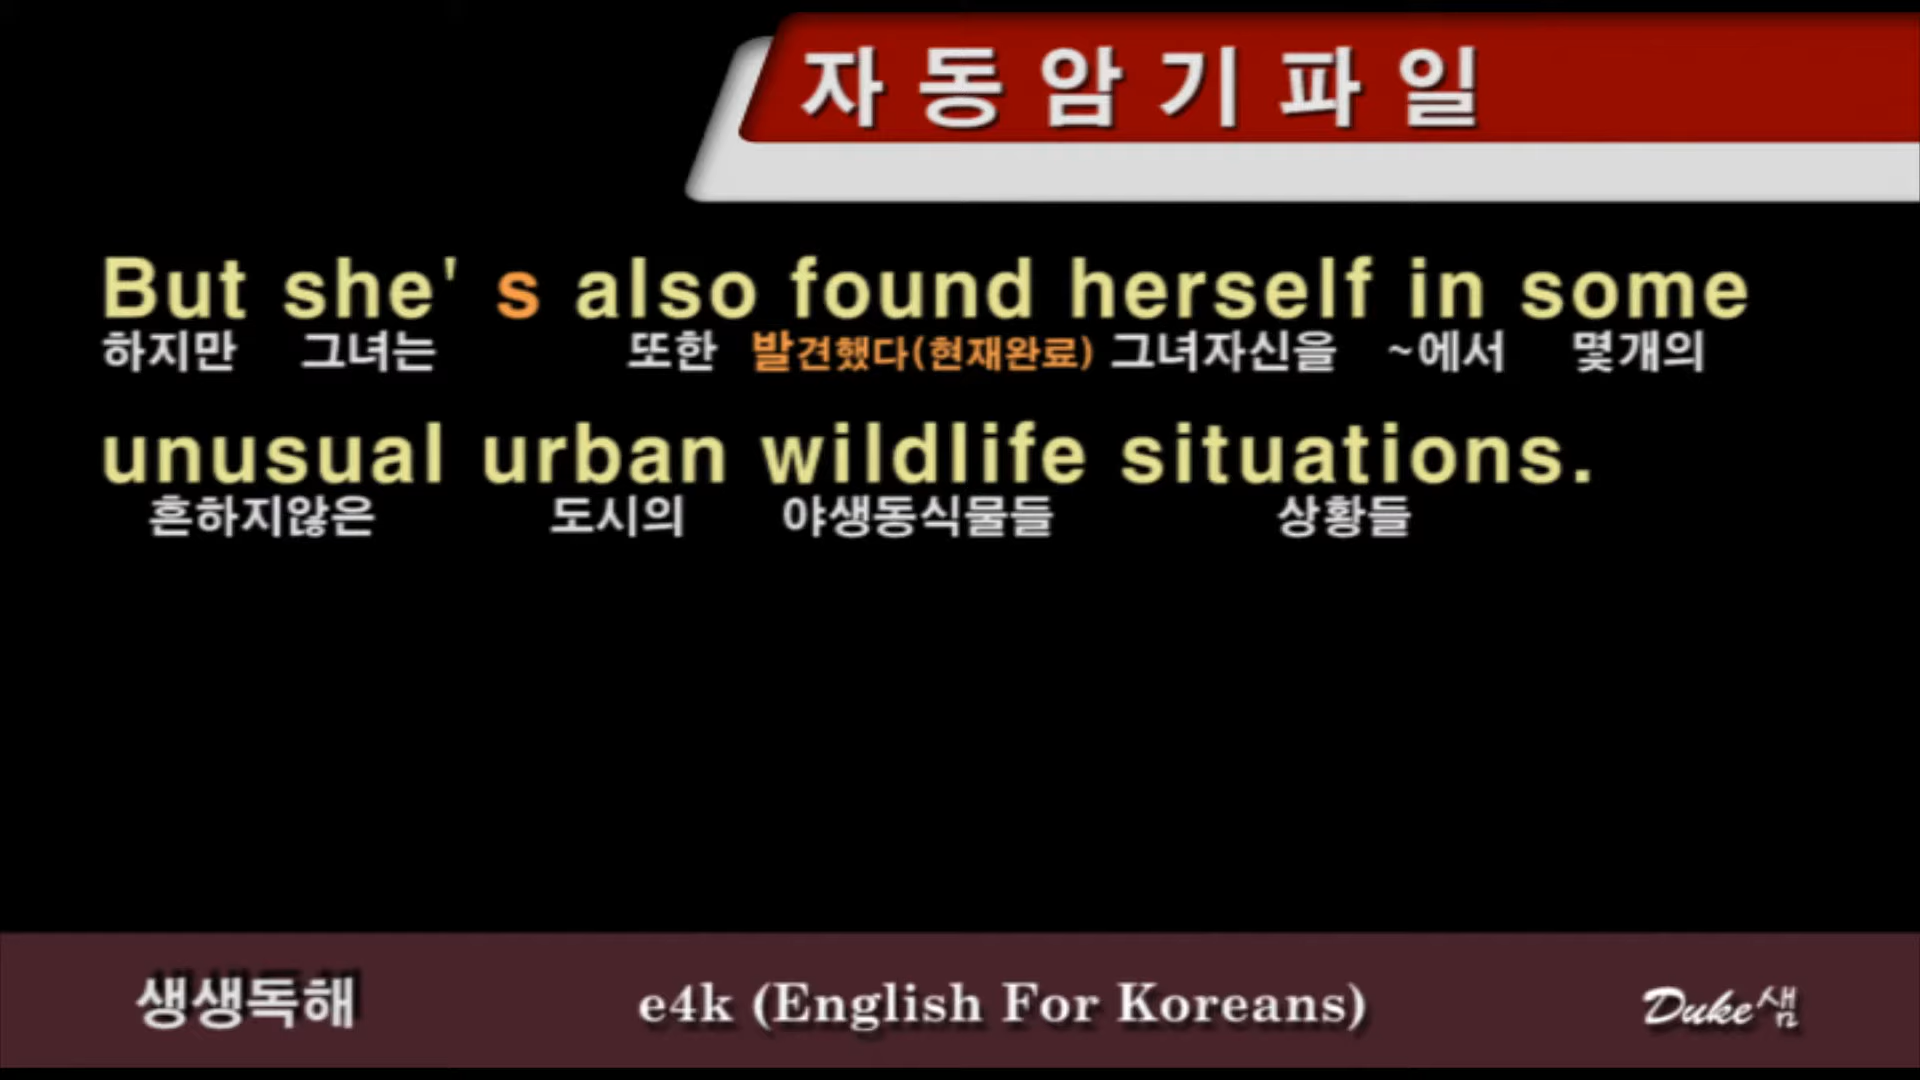 자동암기파일
But she's also found herself in some
하지만 그녀는 또한 발견했다(현재완료) 그녀자신을 ~에서 몇개의
unusual urban wildlife situations.
흔하지않은 도시의 야생동식물들 상황들
생생독해 e4k (English For Koreans) Duke샘